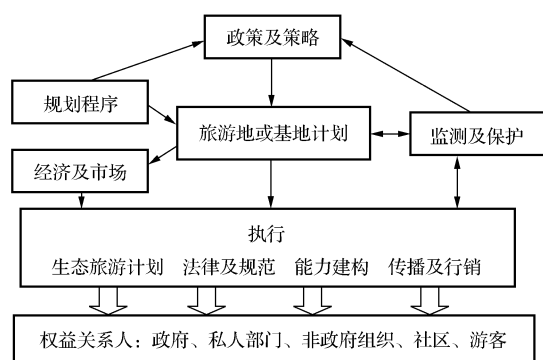 政策及策略
规划程序
旅游地或基地计划
监测及保护
经济及市场
执行
生态旅游计划 法律及规范 能力建构 传播及行销
权益关系人：政府、私人部门、非政府组织、社区、游客